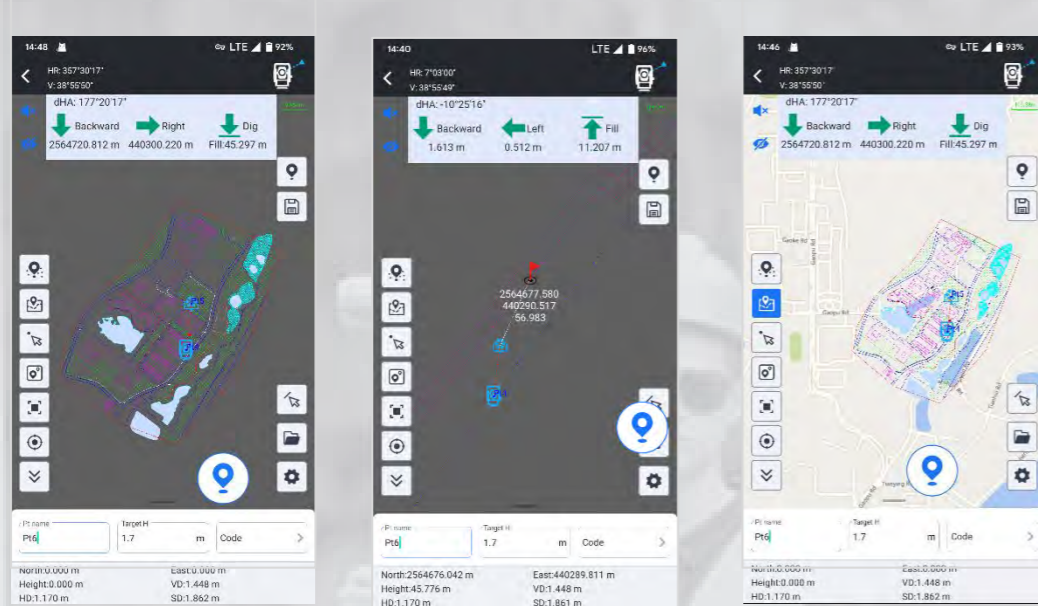 14:48
LTE 92%
HR: 357°30'17"
V: 38°55'50"
dHA: 177°20'17"
Backward Right Dig
2564720.812 m 440300.220 m Fill:45.297 m
Pt5
Pt name
Pt6
Target H
1.7 m
Code
North:0.000 m East:0.000 m
Height:0.000 m VD:1.448 m
HD:1.170 m SD:1.862 m
14:40
LTE 96%
HR: 7°03'00"
V: 38°55'49"
dHA: -10°25'16"
Backward Left Fill
1.613 m 0.512 m 11.207 m
2564677.580
440290.517
56.983
Pt name
Pt6
Target H
1.7 m
Code
North:2564676.042 m East:440289.811 m
Height:45.776 m VD:1.448 m
HD:1.170 m SD:1.861 m
14:46
LTE 93%
HR: 357°30'17"
V: 38°55'50"
dHA: 177°20'17"
Backward Right Dig
2564720.812 m 440300.220 m Fill:45.297 m
Gaoke Rd
Gaopu Rd
Gaopu Rd
Pt5
Pt name
Pt6
Target H
1.7 m
Code
North:0.000 m East:0.000 m
Height:0.000 m VD:1.448 m
HD:1.170 m SD:1.862 m